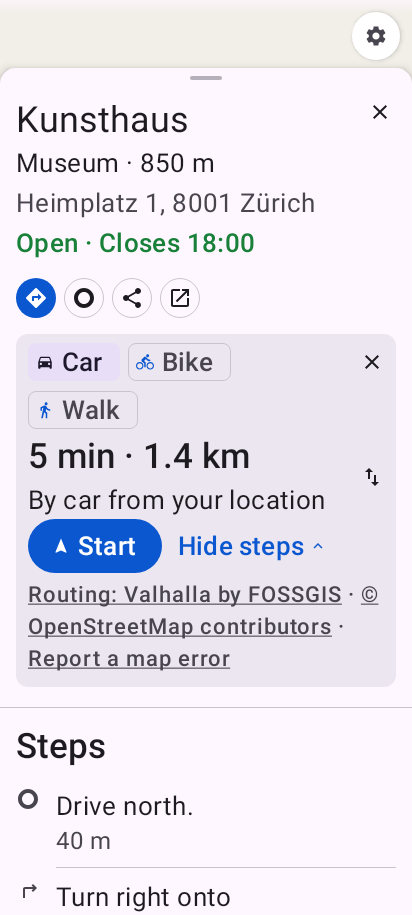 Kunsthaus
Museum · 850 m
Heimplatz 1, 8001 Zürich
Open · Closes 18:00
Car
Bike
Walk
5 min · 1.4 km
By car from your location
Start
Hide steps
Routing: Valhalla by FOSSGIS · ©
OpenStreetMap contributors ·
Report a map error
Steps
Drive north.
40 m
Turn right onto